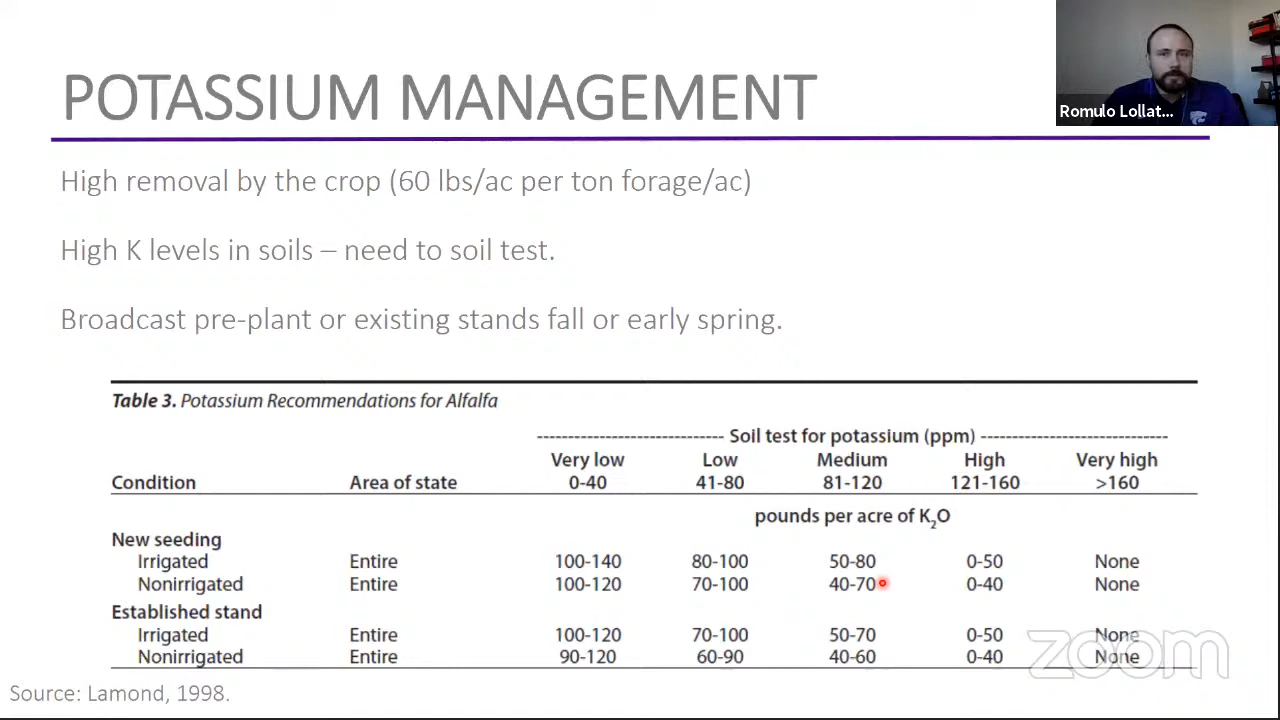 POTASSIUM MANAGEMENT
Romulo Lollat...
High removal by the crop (60 lbs/ac per ton forage/ac)
High K levels in soils – need to soil test.
Broadcast pre-plant or existing stands fall or early spring.
Table 3. Potassium Recommendations for Alfalfa
Soil test for potassium (ppm)
Very low Low Medium High Very high
Condition Area of state 0-40 41-80 81-120 121-160 >160
pounds per acre of K₂O
New seeding
Irrigated Entire 100-140 80-100 50-80 0-50 None
Nonirrigated Entire 100-120 70-100 40-70 0-40 None
Established stand
Irrigated Entire 100-120 70-100 50-70 0-50 None
Nonirrigated Entire 90-120 60-90 40-60 0-40 None
zoom
Source: Lamond, 1998.